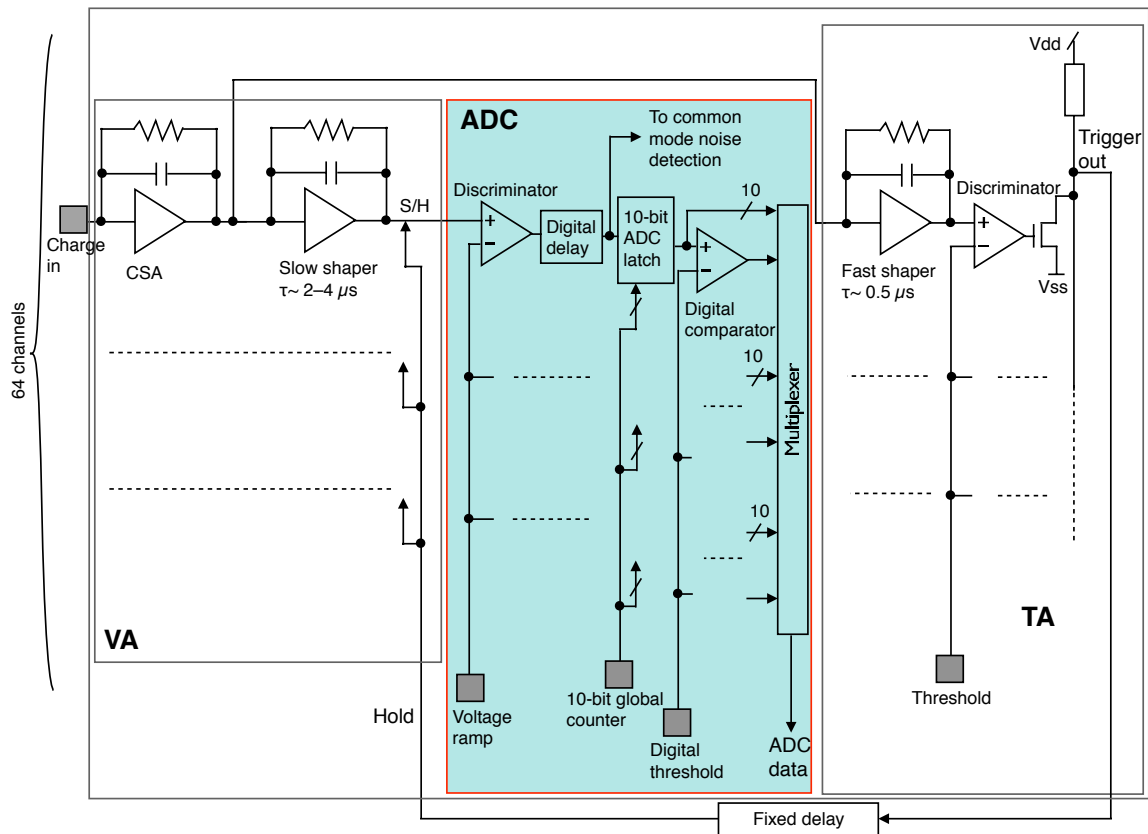 Vdd
ADC
To common
mode noise
detection
Trigger
out
10
Discriminator
Discriminator
S/H
Digital
delay
10-bit
ADC
latch
Charge
in
CSA
Slow shaper
τ~ 2–4 µs
Fast shaper
τ~ 0.5 µs
Vss
Digital
comparator
64 channels
10
Multiplexer
10
VA
TA
Hold
Voltage
ramp
10-bit global
counter
Digital
threshold
ADC
data
Threshold
Fixed delay